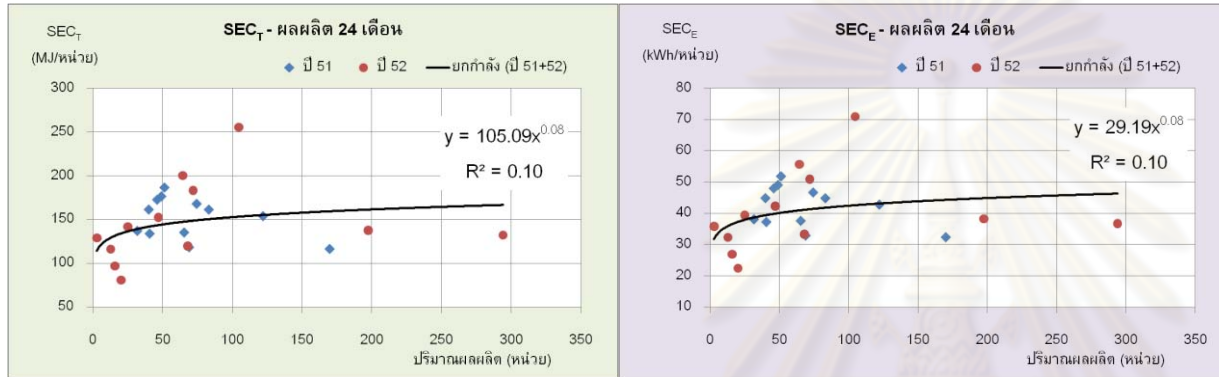 SEC_T
(MJ/หน่วย)
SEC_T - ผลผลิต 24 เดือน
ปี 51 ปี 52 ยกกำลัง (ปี 51+52)
300
250
200
150
100
50
y = 105.09x^0.08
R² = 0.10
0 50 100 150 200 250 300 350
ปริมาณผลผลิต (หน่วย)
SEC_E
(kWh/หน่วย)
SEC_E - ผลผลิต 24 เดือน
ปี 51 ปี 52 ยกกำลัง (ปี 51+52)
80
70
60
50
40
30
20
10
y = 29.19x^0.08
R² = 0.10
0 50 100 150 200 250 300 350
ปริมาณผลผลิต (หน่วย)